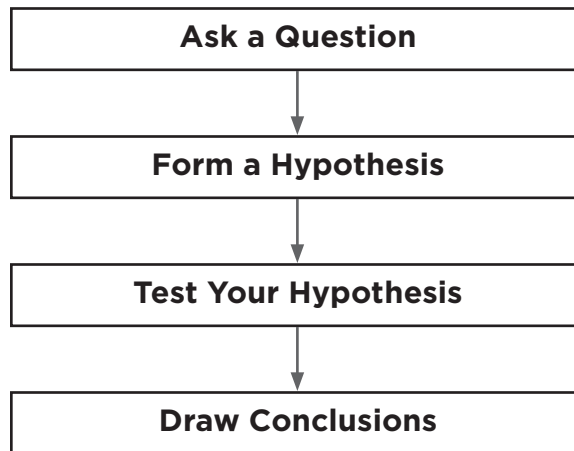 Ask a Question
Form a Hypothesis
Test Your Hypothesis
Draw Conclusions